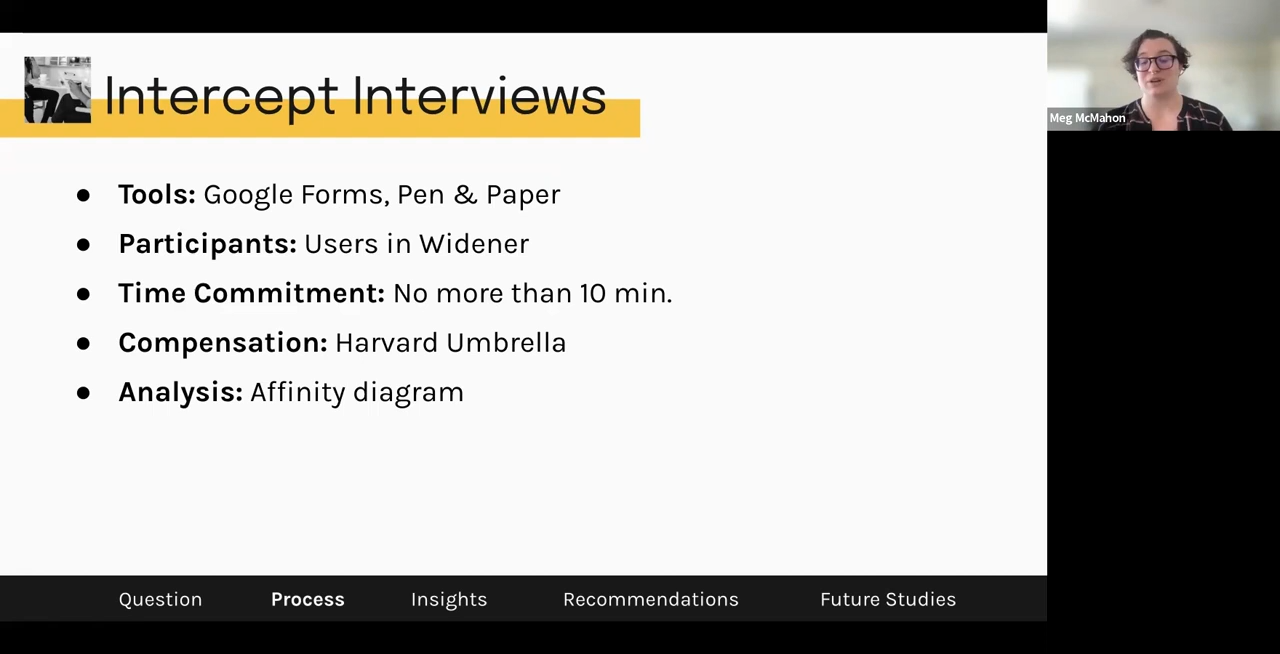 Intercept Interviews
● Tools: Google Forms, Pen & Paper
● Participants: Users in Widener
● Time Commitment: No more than 10 min.
● Compensation: Harvard Umbrella
● Analysis: Affinity diagram
Question Process Insights Recommendations Future Studies
Meg McMahon